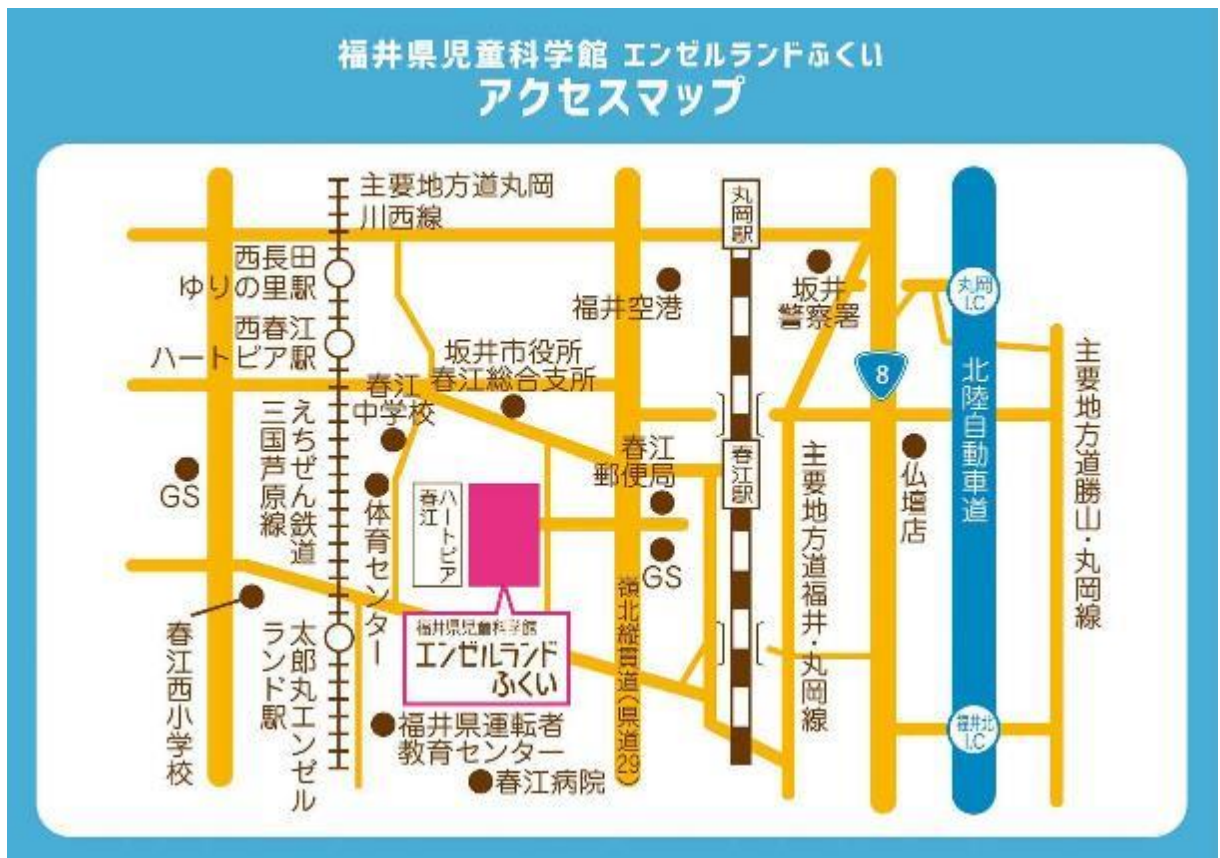 福井県児童科学館 エンゼルランドふくい
アクセスマップ
主要地方道丸岡
川西線
丸岡駅
西長田
ゆりの里駅
福井空港
坂井
警察署
丸岡
I.C
西春江
ハートピア駅
坂井市役所
春江総合支所
8
北陸自動車道
主要地方道勝山・丸岡線
春江
中学校
えちぜん鉄道
三国芦原線
GS
体育センター
ハートピア
春江
春江
郵便局
春江駅
GS
主要地方道福井・丸岡線
仏壇店
嶺北縦貫道(県道29)
福井県児童科学館
エンゼルランド
ふくい
春江西小学校
太郎丸エンゼル
ランド駅
福井県運転者
教育センター
春江病院
福井北
I.C